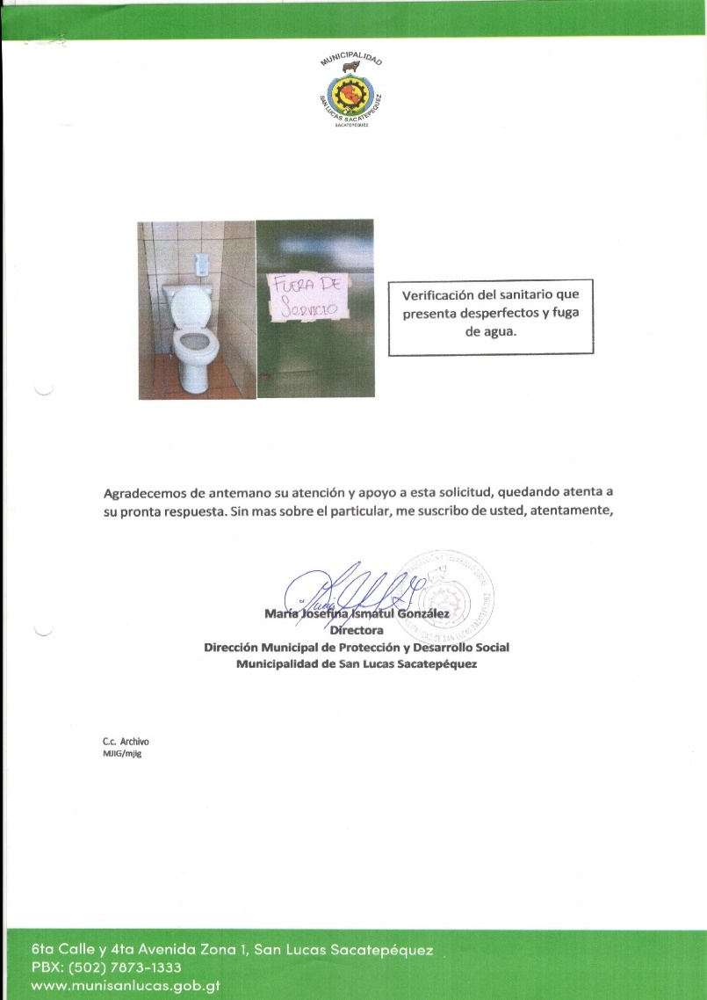 MUNICIPALIDAD
SAN LUCAS SACATEPEQUEZ
SACATEPEQUEZ
FUERA DE
SERVICIO
Verificación del sanitario que
presenta desperfectos y fuga
de agua.
Agradecemos de antemano su atención y apoyo a esta solicitud, quedando atenta a
su pronta respuesta. Sin mas sobre el particular, me suscribo de usted, atentamente,
María Josefina Ismatul González
Directora
Dirección Municipal de Protección y Desarrollo Social
Municipalidad de San Lucas Sacatepéquez
C.c. Archivo
MJIG/mjig
6ta Calle y 4ta Avenida Zona 1, San Lucas Sacatepéquez
PBX: (502) 7873-1333
www.munisanlucas.gob.gt